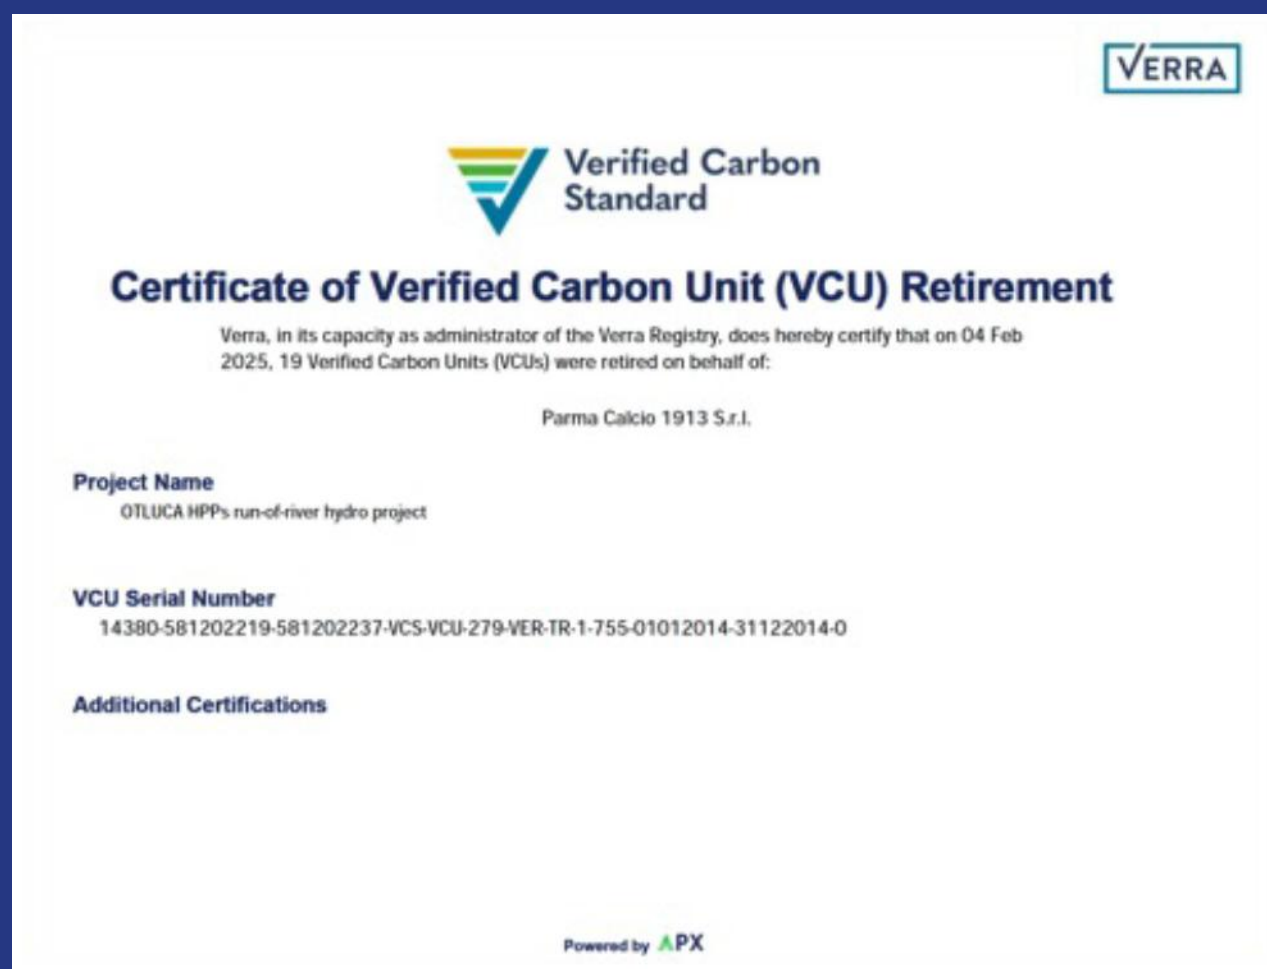 VERRA
Verified Carbon
Standard
Certificate of Verified Carbon Unit (VCU) Retirement
Verra, in its capacity as administrator of the Verra Registry, does hereby certify that on 04 Feb
2025, 19 Verified Carbon Units (VCUs) were retired on behalf of:
Parma Calcio 1913 S.r.l.
Project Name
OTLUCA HPPs run-of-river hydro project
VCU Serial Number
14380-581202219-581202237-VCS-VCU-279-VER-TR-1-755-01012014-31122014-0
Additional Certifications
Powered by APX